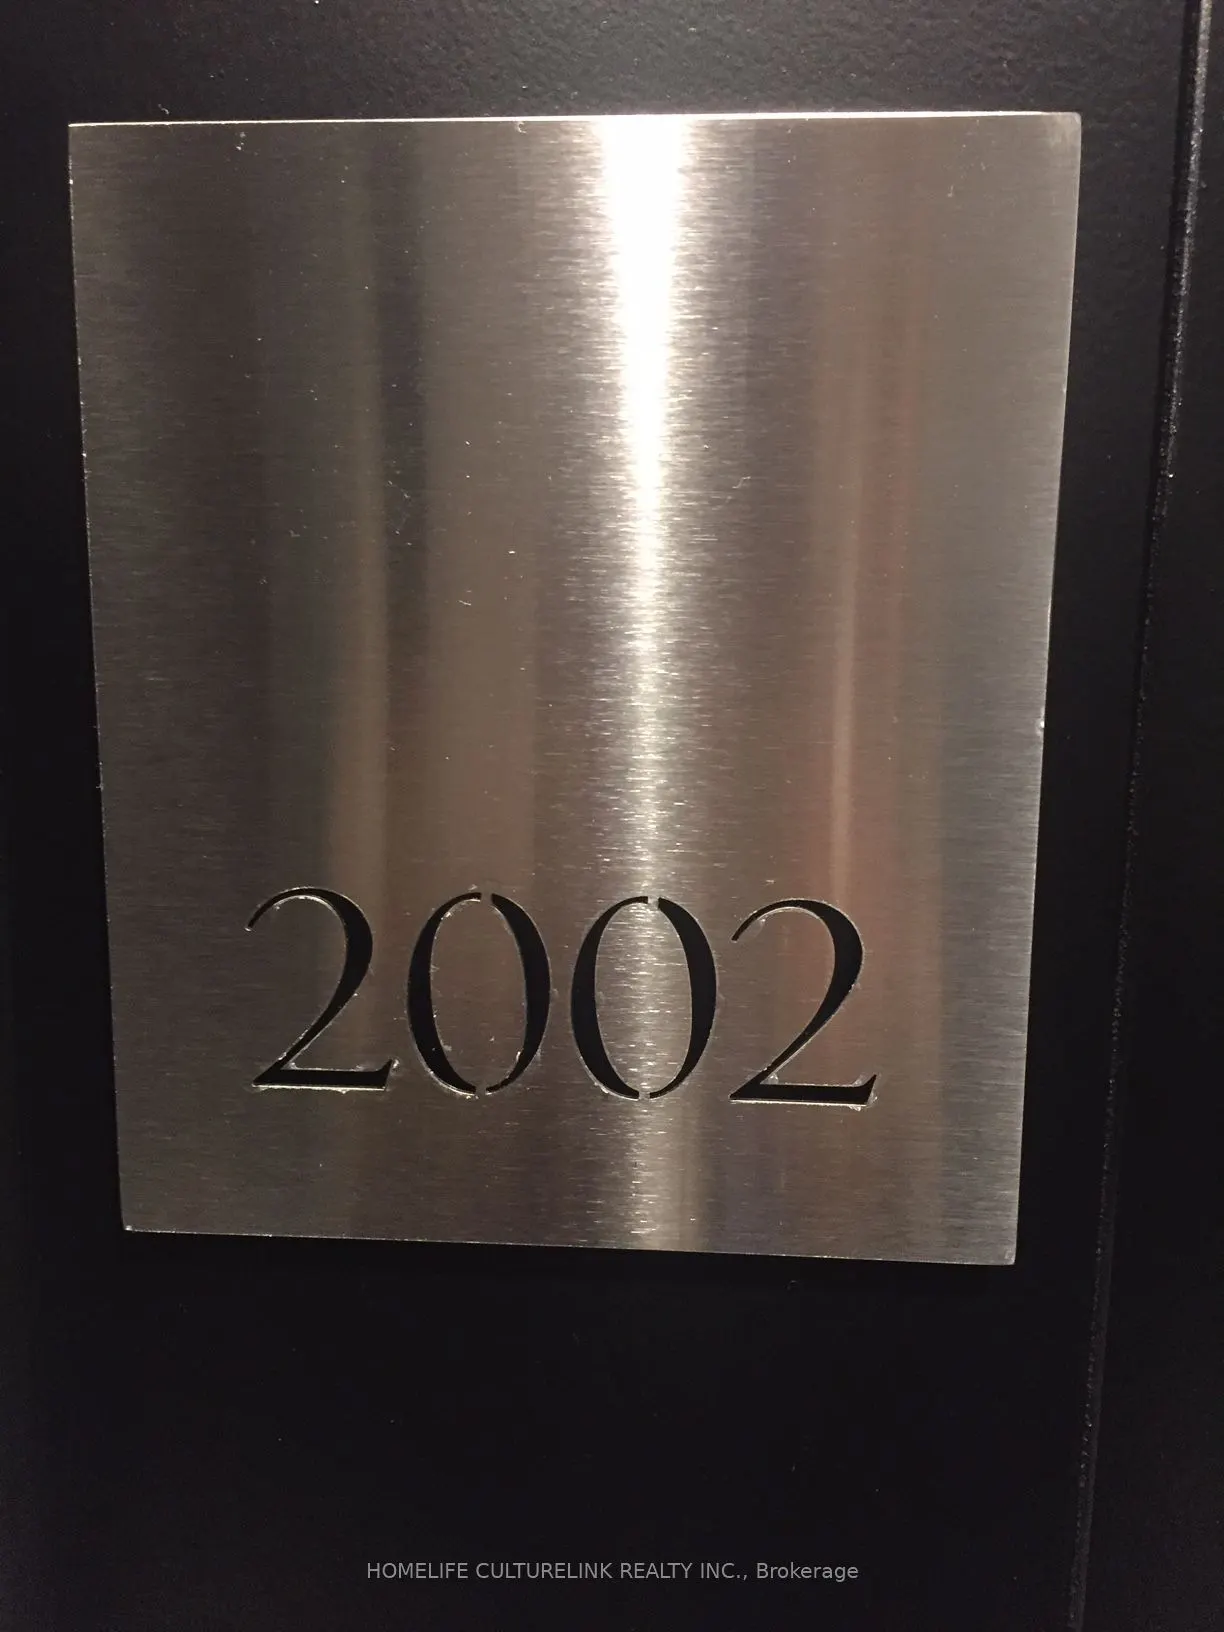 2002
HOMELIFE CULTURELINK REALTY INC., Brokerage